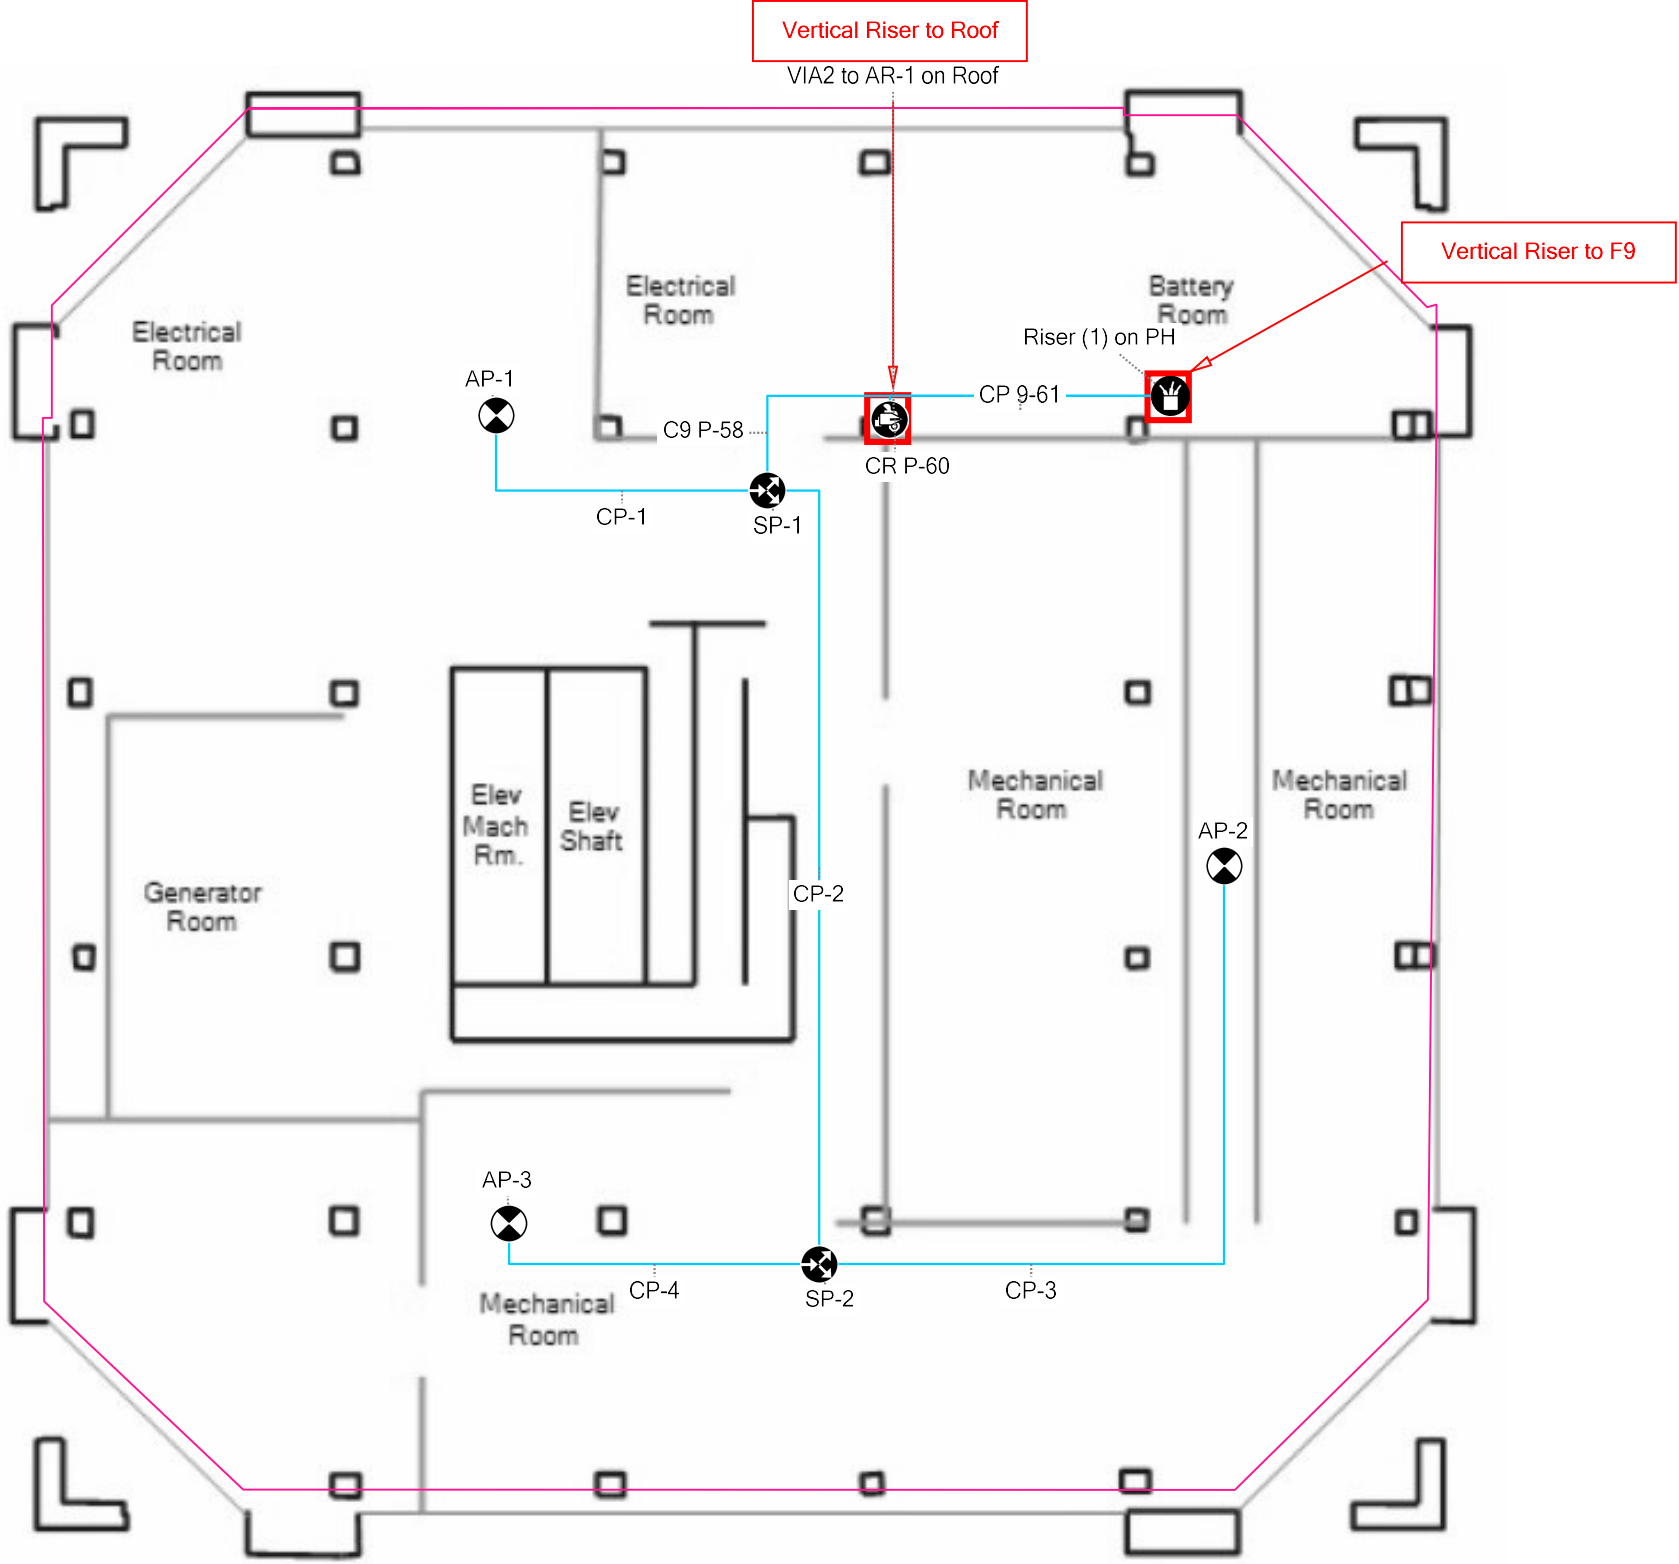 Vertical Riser to Roof
VIA2 to AR-1 on Roof
Vertical Riser to F9
Electrical
Room
Battery
Room
Electrical
Room
Riser (1) on PH
AP-1
CP 9-61
C9 P-58
CR P-60
CP-1
SP-1
Mechanical
Room
Mechanical
Room
Elev
Mach
Rm.
Elev
Shaft
AP-2
Generator
Room
CP-2
AP-3
CP-4
SP-2
CP-3
Mechanical
Room